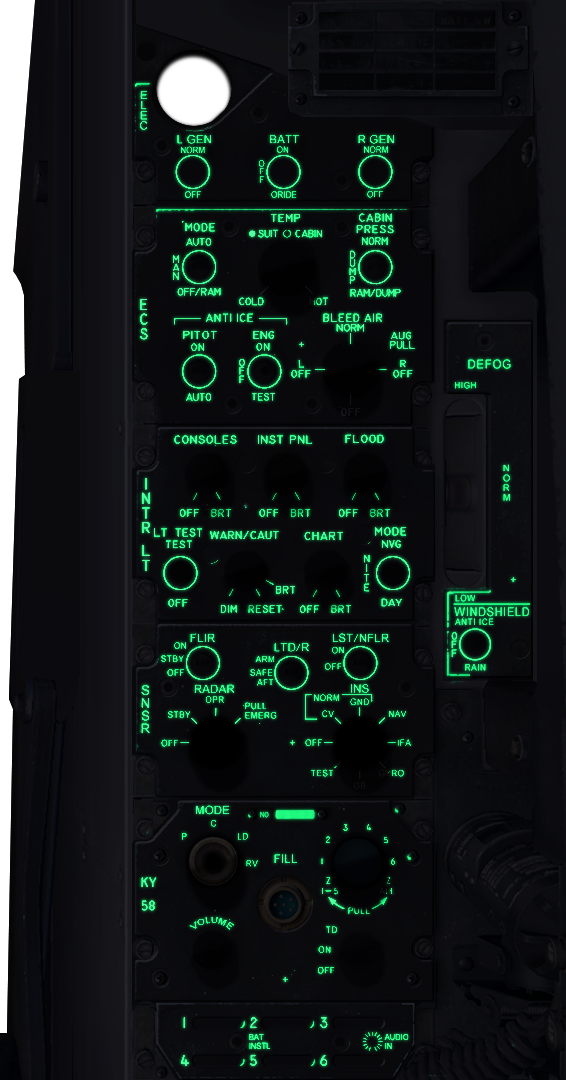 ELEC
L GEN
NORM
OFF
BATT
ON
OFF
ORIDE
R GEN
NORM
OFF
ECS
MODE
AUTO
MAN
OFF/RAM
TEMP
SUIT CABIN
COLD
CABIN
PRESS
NORM
DUMP
RAM/DUMP
ANTI ICE
PITOT
ON
AUTO
ENG
ON
OFF
TEST
BLEED AIR
NORM
AUG
PULL
L
OFF
R
OFF
OFF
DEFOG
HIGH
NORM
LOW
WINDSHIELD
ANTI ICE
OFF
RAIN
INTR LT
CONSOLES
OFF BRT
INST PNL
OFF BRT
FLOOD
OFF BRT
LT TEST
TEST
OFF
WARN/CAUT
BRT
DIM RESET
CHART
OFF BRT
MODE
NVG
NITE
DAY
SNSR
FLIR
ON
STBY
OFF
LTD/R
ARM
SAFE
AFT
LST/NFLR
ON
OFF
RADAR
OPR
STBY
PULL
EMERG
OFF
INS
NORM
GND
CV
NAV
OFF
IFA
TEST
KY
58
MODE
C
P
LD
RV
NO
FILL
1
2
3
4
5
6
Z
1-5
PULL
VOLUME
TD
ON
OFF
1 2 3
BAT
INSTL
AUDIO
IN
4 5 6